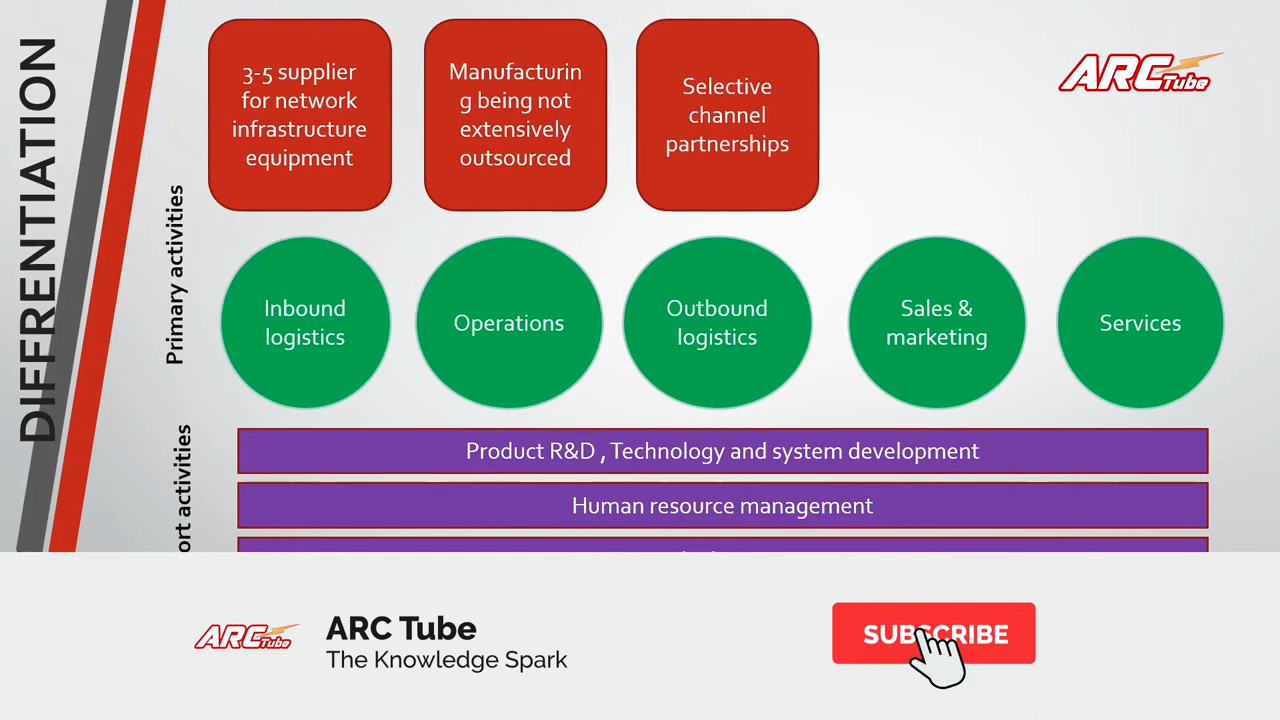 DIFFRENTIATION
3-5 supplier
for network
infrastructure
equipment
Manufacturin
g being not
extensively
outsourced
Selective
channel
partnerships
ARC
Tube
Primary activities
Inbound
logistics
Operations
Outbound
logistics
Sales &
marketing
Services
ort activities
Product R&D , Technology and system development
Human resource management
ARC
Tube
ARC Tube
The Knowledge Spark
SUBSCRIBE